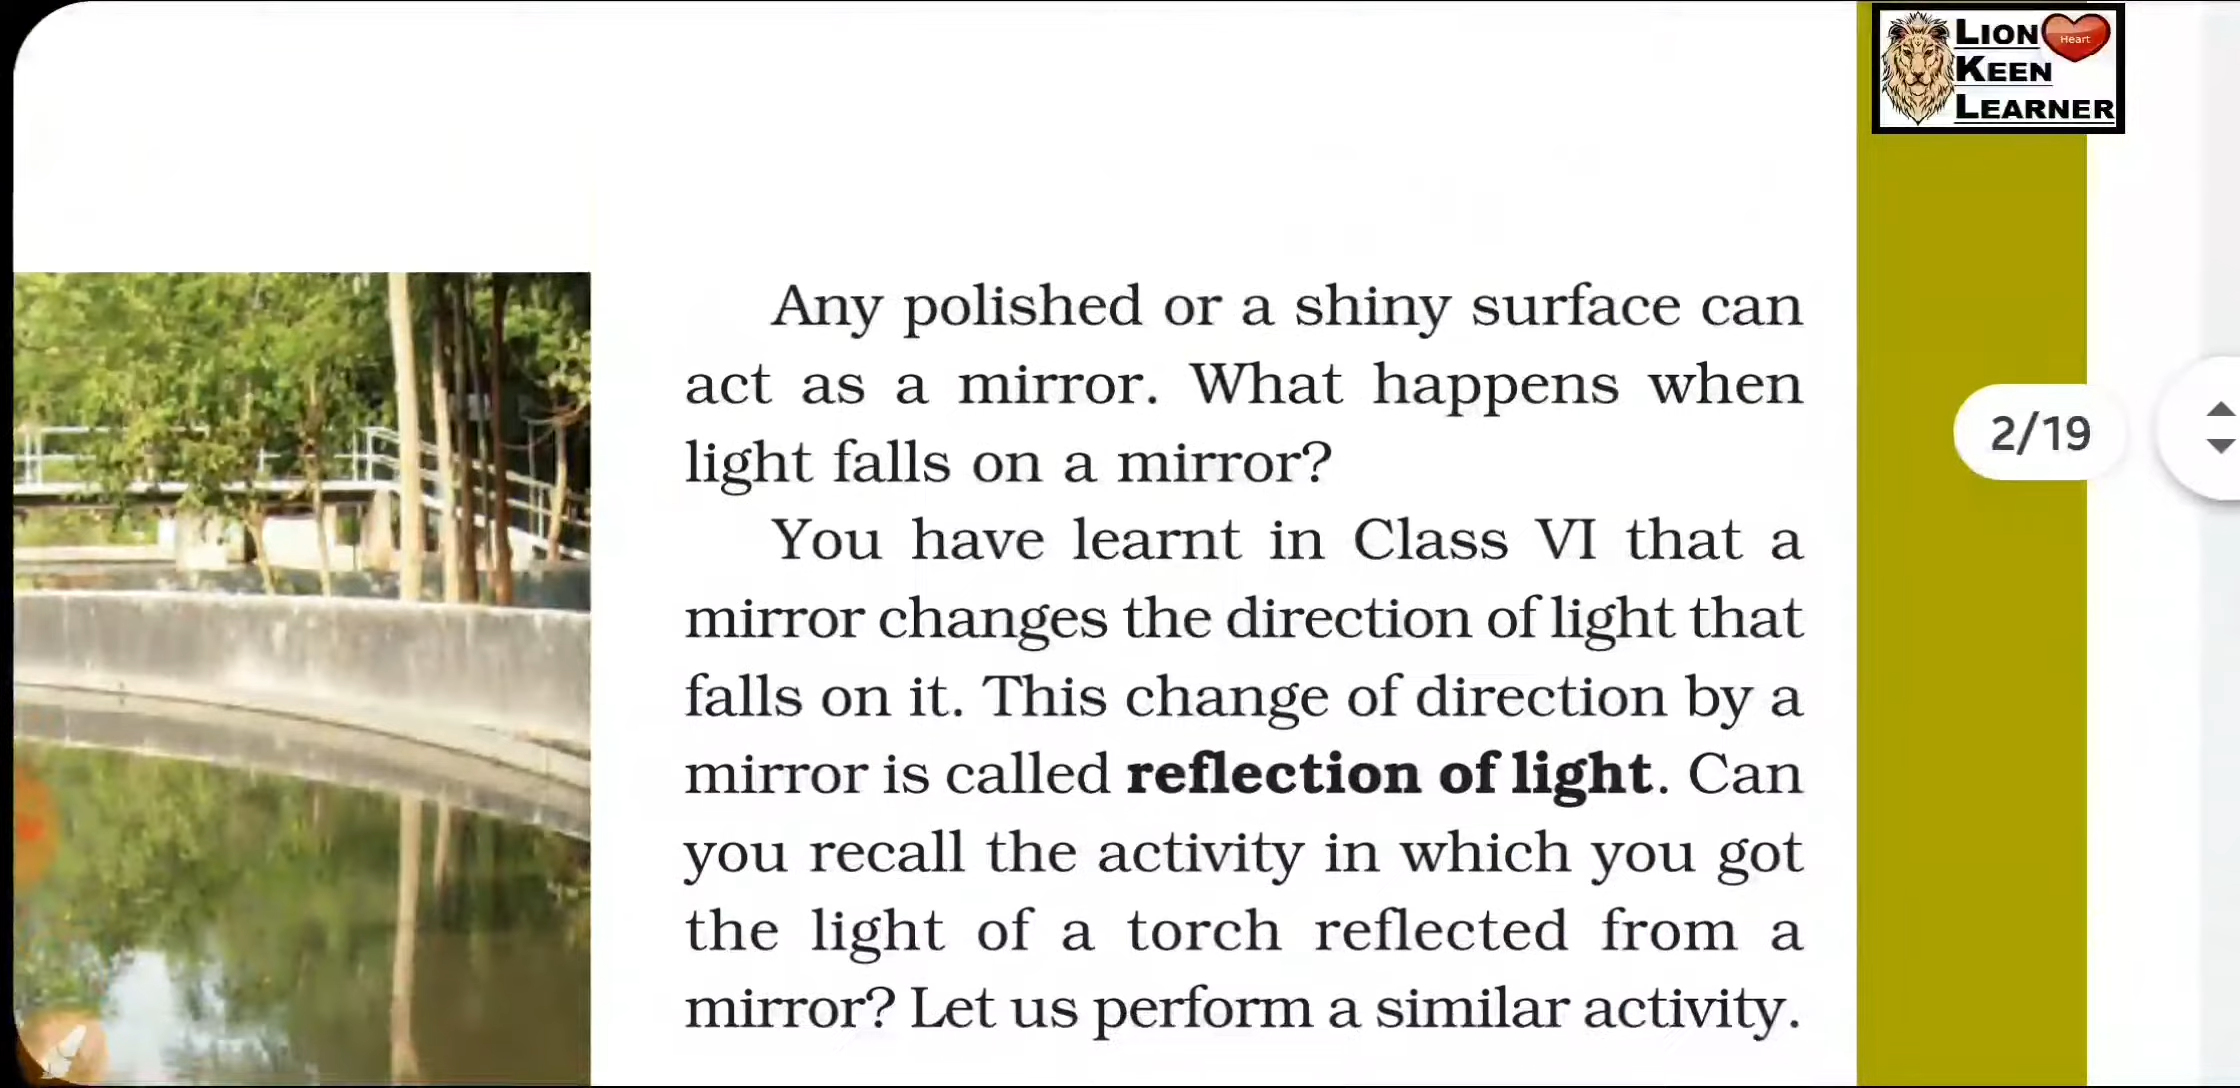 LION Heart
KEEN
LEARNER
Any polished or a shiny surface can
act as a mirror. What happens when
light falls on a mirror?
You have learnt in Class VI that a
mirror changes the direction of light that
falls on it. This change of direction by a
mirror is called reflection of light. Can
you recall the activity in which you got
the light of a torch reflected from a
mirror? Let us perform a similar activity.
2/19